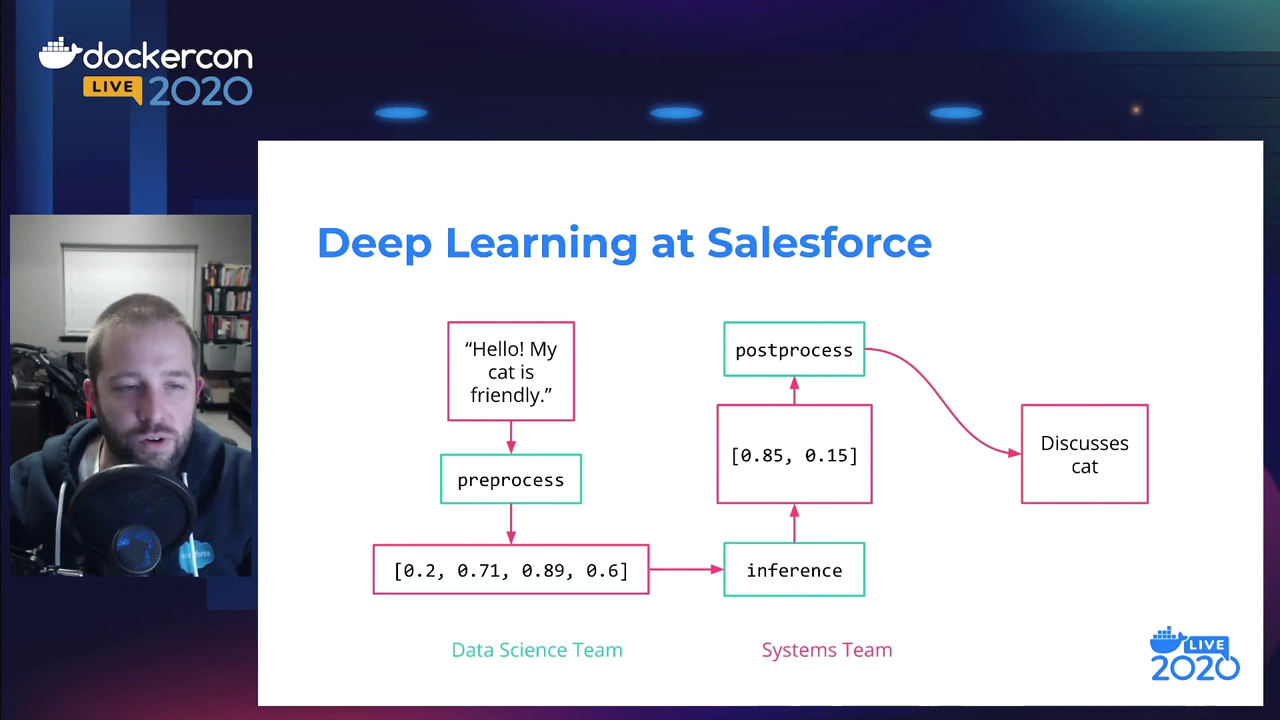 dockercon
LIVE 2020
Deep Learning at Salesforce
“Hello! My
cat is
friendly.”
preprocess
[0.2, 0.71, 0.89, 0.6]
inference
[0.85, 0.15]
postprocess
Discusses
cat
Data Science Team
Systems Team
LIVE
2020